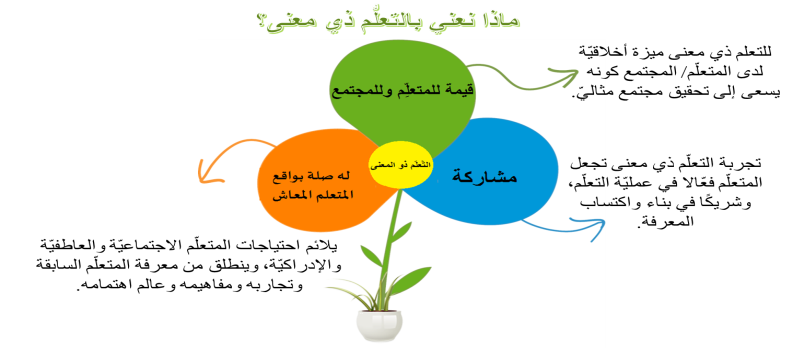 ماذا نعني بالتعلُّم ذي معنى؟
قيمة للمتعلِّم وللمجتمع
للتعلم ذي معنى ميزة أخلاقيّة
لدى المتعلّم/ المجتمع كونه
يسعى إلى تحقيق مجتمع مثاليّ.
التّعلّم ذو المعنى
مشاركة
تجربة التعلّم ذي معنى تجعل
المتعلّم فعّالا في عمليّة التعلّم،
وشريكًا في بناء واكتساب
المعرفة.
له صلة بواقع
المتعلم المعاش
يلائم احتياجات المتعلّم الاجتماعيّة والعاطفيّة
والإدراكيّة، وينطلق من معرفة المتعلّم السابقة
وتجاربه ومفاهيمه وعالم اهتمامه.